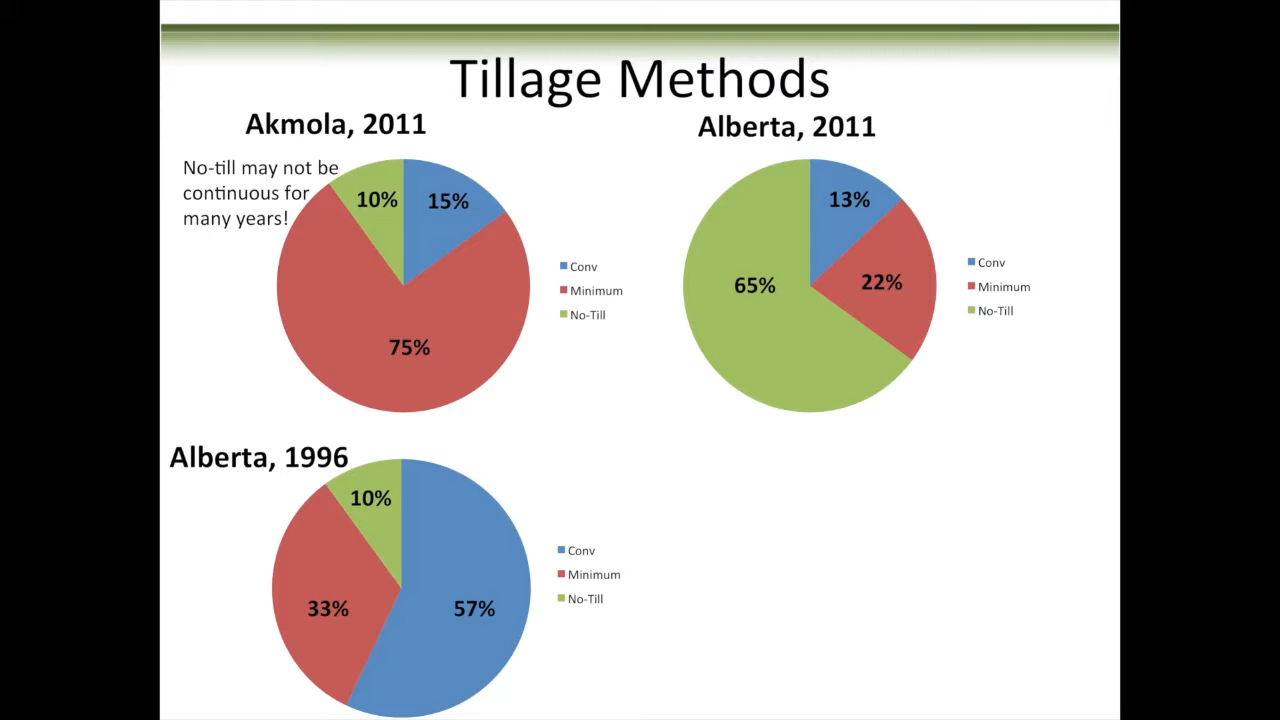 Tillage Methods
Akmola, 2011
No-till may not be
continuous for
many years!
10%
15%
75%
Conv
Minimum
No-Till
Alberta, 2011
13%
22%
65%
Conv
Minimum
No-Till
Alberta, 1996
10%
33%
57%
Conv
Minimum
No-Till